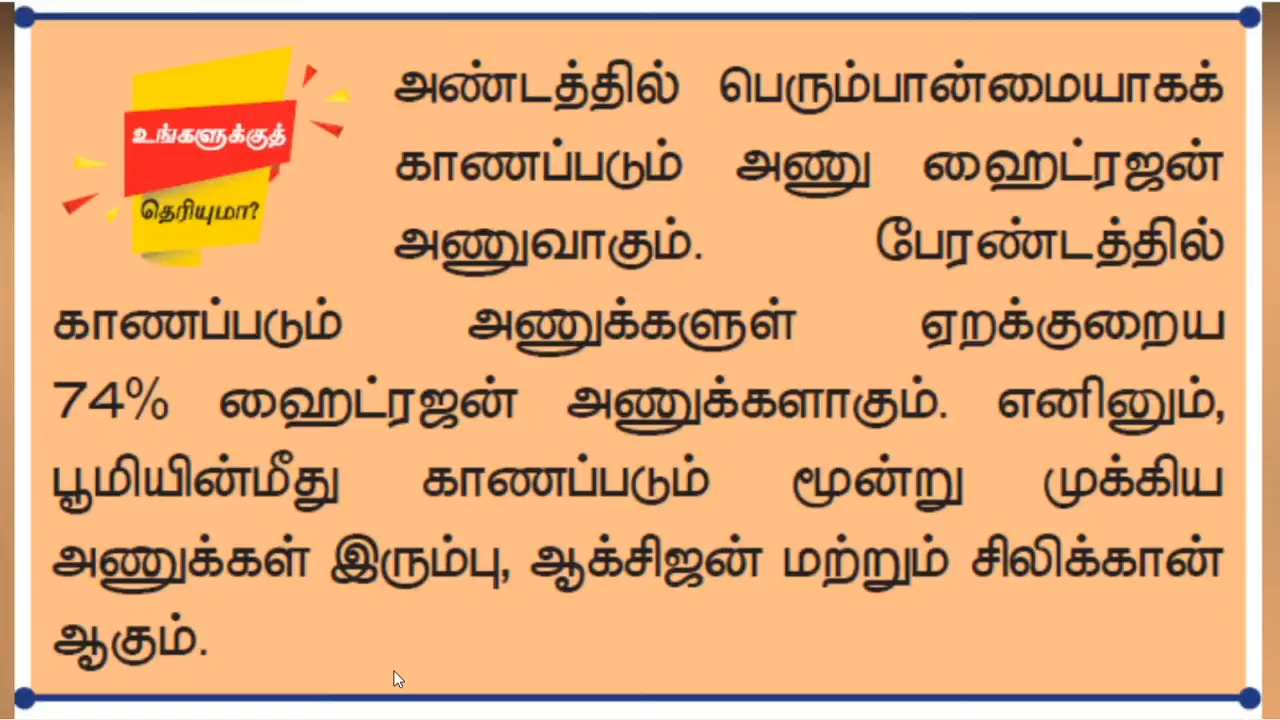 உங்களுக்குத்
தெரியுமா?
அண்டத்தில் பெரும்பான்மையாகக்
காணப்படும் அணு ஹைட்ரஜன்
அணுவாகும். பேரண்டத்தில்
காணப்படும் அணுக்களுள் ஏறக்குறைய
74% ஹைட்ரஜன் அணுக்களாகும். எனினும்,
பூமியின்மீது காணப்படும் மூன்று முக்கிய
அணுக்கள் இரும்பு, ஆக்சிஜன் மற்றும் சிலிக்கான்
ஆகும்.